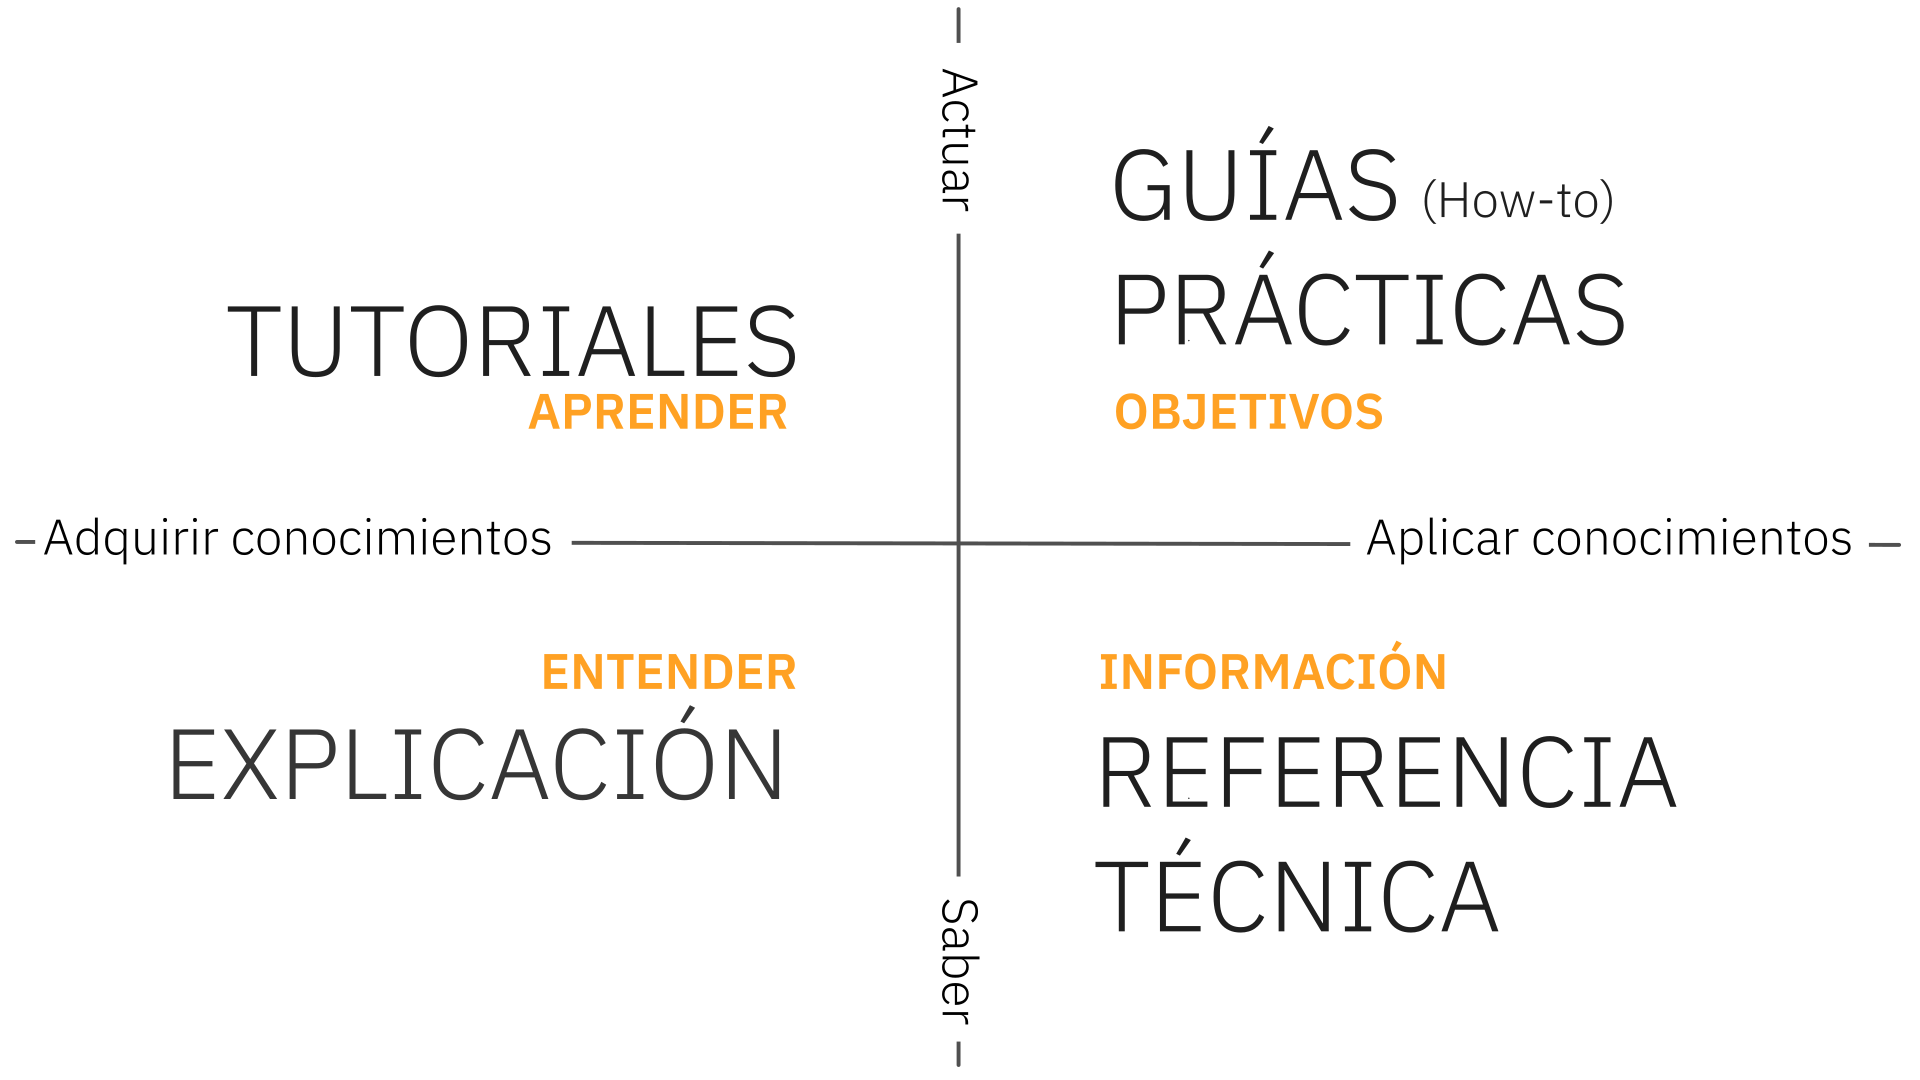 Actuar
GUÍAS (How-to)
PRÁCTICAS
OBJETIVOS
TUTORIALES
APRENDER
Adquirir conocimientos
Aplicar conocimientos
ENTENDER
EXPLICACIÓN
INFORMACIÓN
REFERENCIA
TÉCNICA
Saber